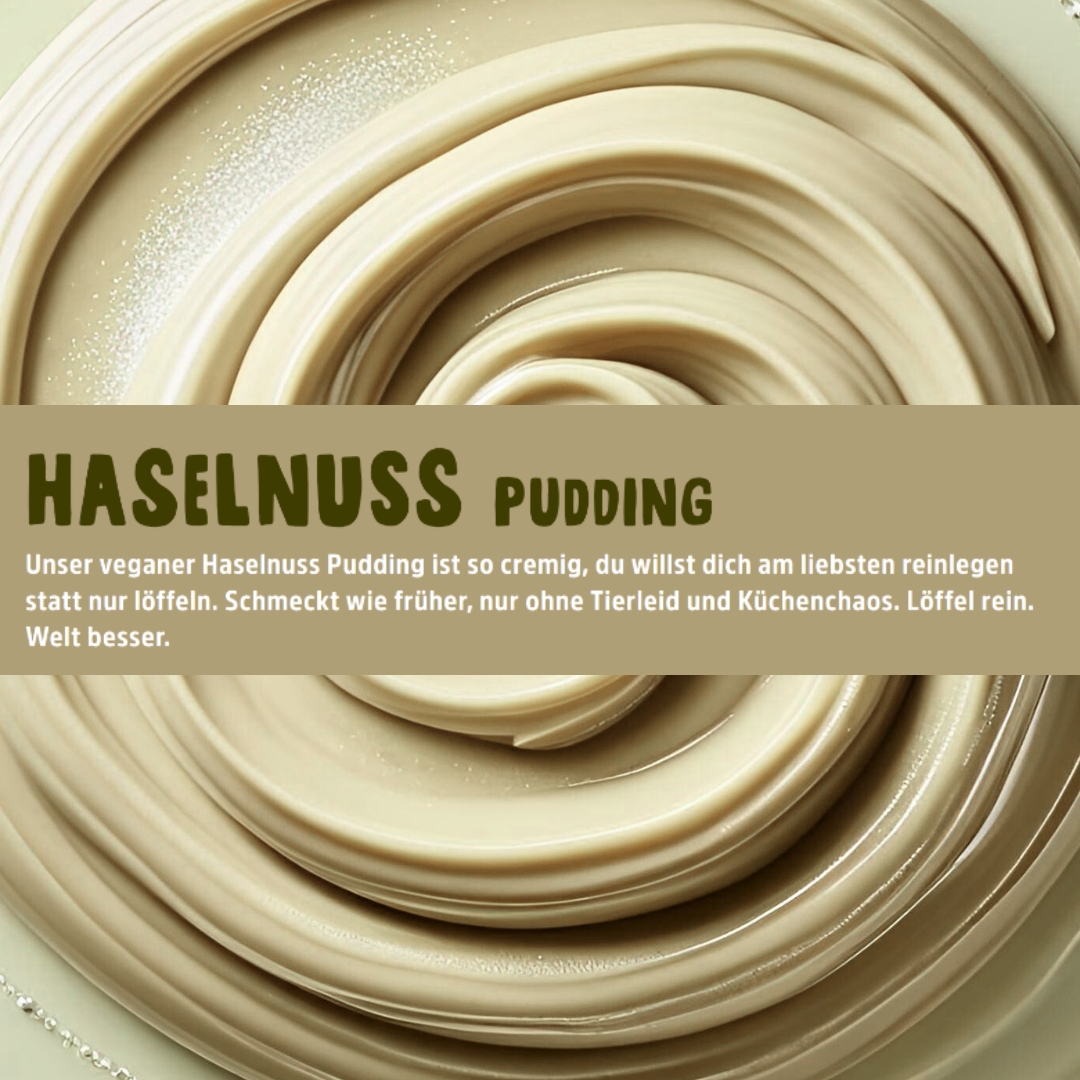 HASELNUSS PUDDING
Unser veganer Haselnuss Pudding ist so cremig, du willst dich am liebsten reinlegen
statt nur löffeln. Schmeckt wie früher, nur ohne Tierleid und Küchenchaos. Löffel rein.
Welt besser.